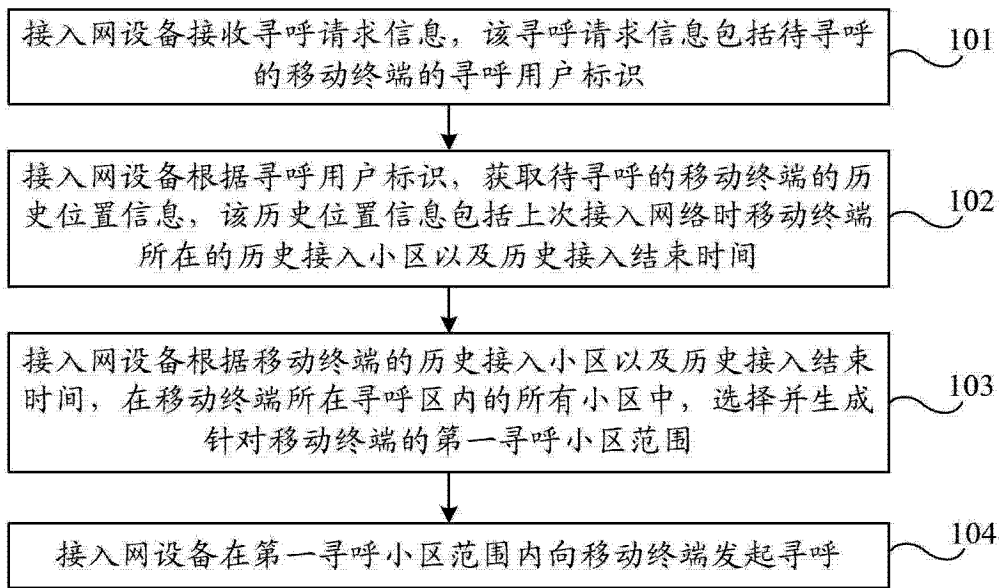 接入网设备接收寻呼请求信息，该寻呼请求信息包括待寻呼
的移动终端的寻呼用户标识
101
接入网设备根据寻呼用户标识，获取待寻呼的移动终端的历
史位置信息，该历史位置信息包括上次接入网络时移动终端
所在的历史接入小区以及历史接入结束时间
102
接入网设备根据移动终端的历史接入小区以及历史接入结束
时间，在移动终端所在寻呼区内的所有小区中，选择并生成
针对移动终端的第一寻呼小区范围
103
接入网设备在第一寻呼小区范围内向移动终端发起寻呼
104